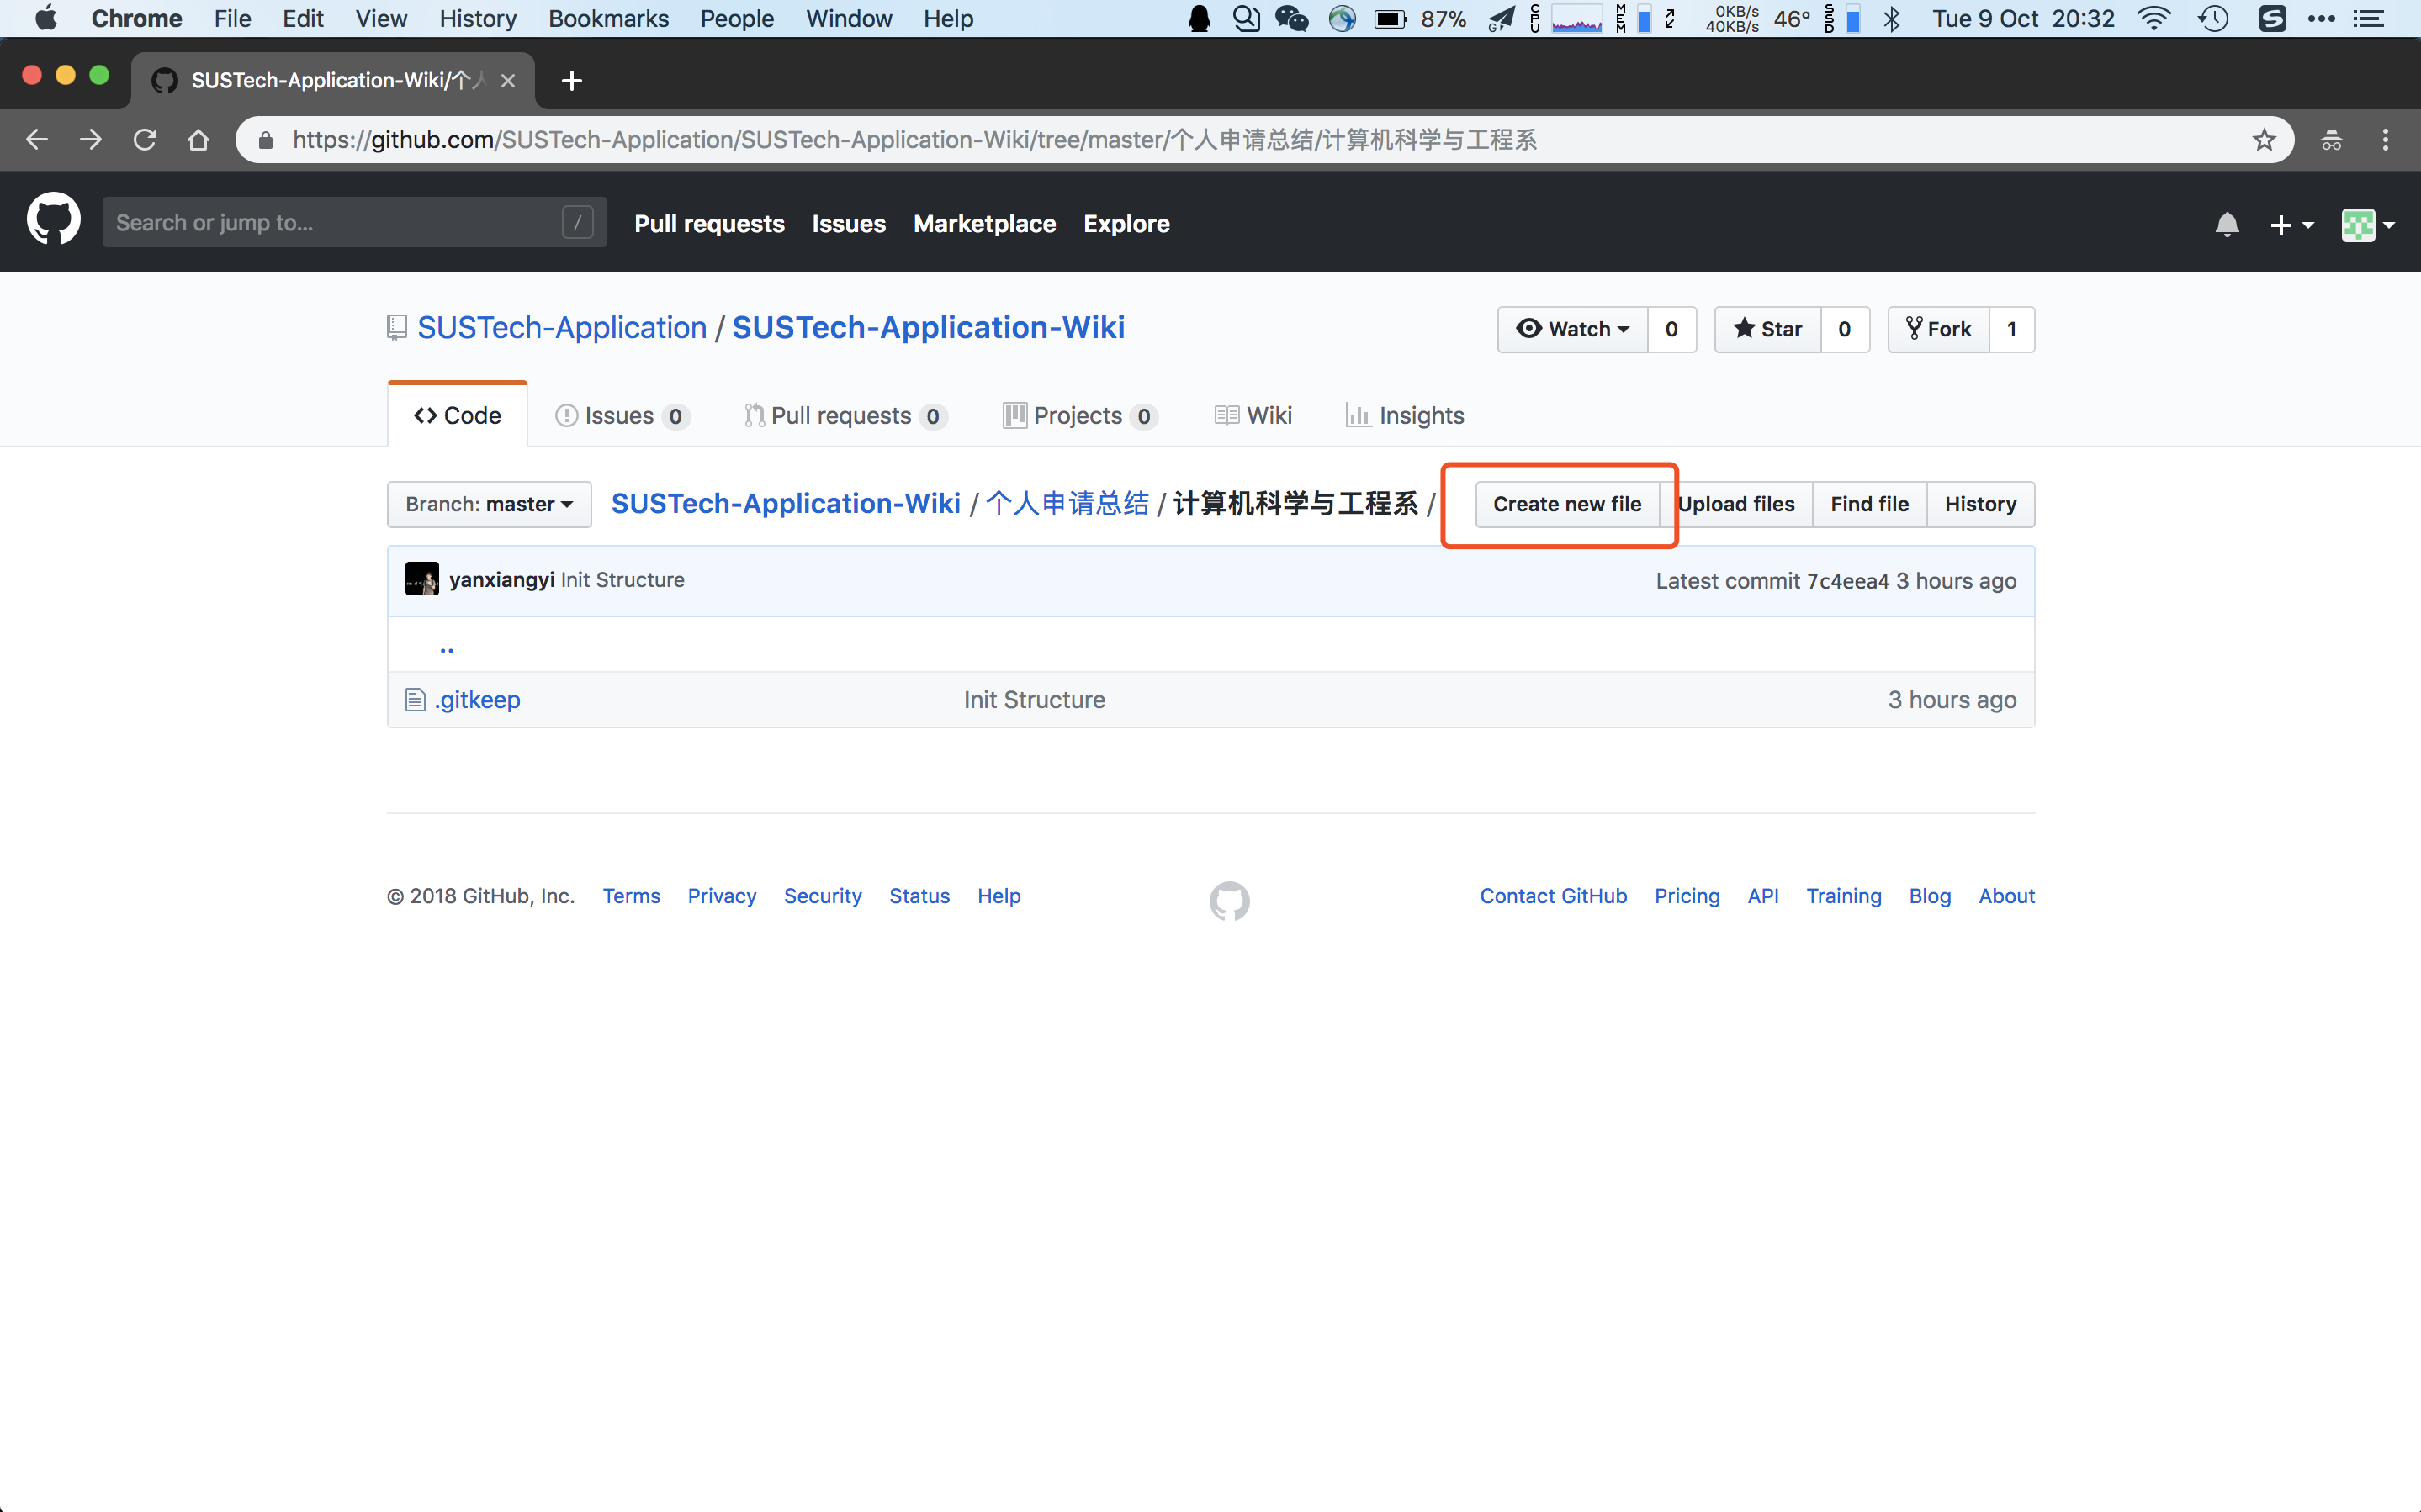 Chrome File Edit View History Bookmarks People Window Help 87% CPU MEM 0KB/s 40KB/s 46° SSD Tue 9 Oct 20:32
SUSTech-Application-Wiki/个人
https://github.com/SUSTech-Application/SUSTech-Application-Wiki/tree/master/个人申请总结/计算机科学与工程系
Search or jump to... / Pull requests Issues Marketplace Explore
SUSTech-Application / SUSTech-Application-Wiki Watch 0 Star 0 Fork 1
Code Issues 0 Pull requests 0 Projects 0 Wiki Insights
Branch: master SUSTech-Application-Wiki / 个人申请总结 / 计算机科学与工程系 / Create new file Upload files Find file History
yanxiangyi Init Structure Latest commit 7c4eea4 3 hours ago
..
.gitkeep Init Structure 3 hours ago
© 2018 GitHub, Inc. Terms Privacy Security Status Help Contact GitHub Pricing API Training Blog About